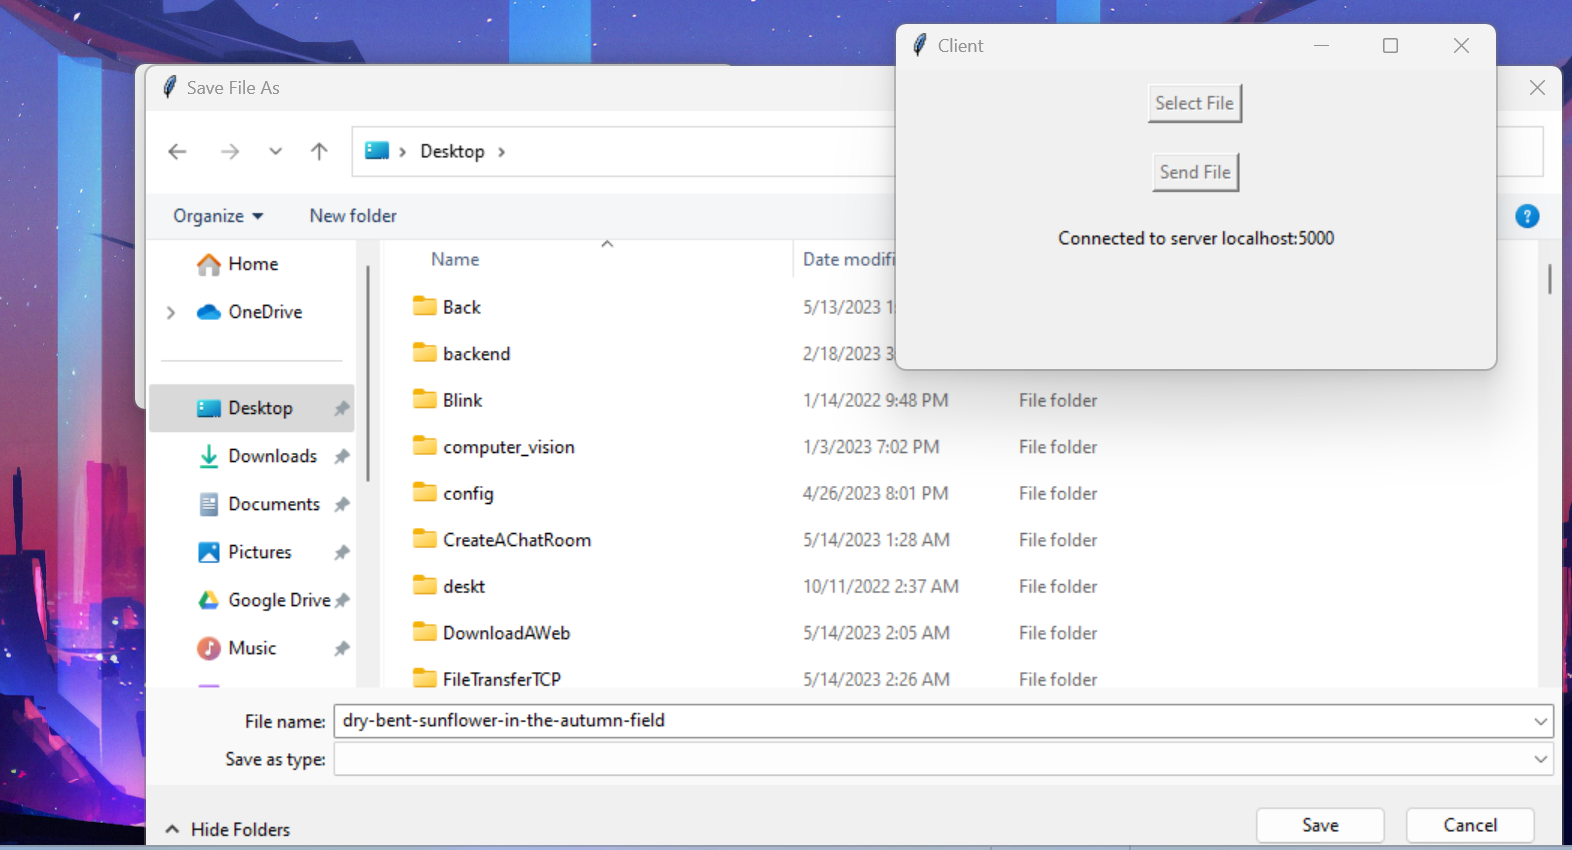 Client
Select File
Send File
Connected to server localhost:5000
Save File As
Desktop
Organize
New folder
Home
OneDrive
Desktop
Downloads
Documents
Pictures
Google Drive
Music
Name Date modifi
Back 5/13/2023 1
backend 2/18/2023 3
Blink 1/14/2022 9:48 PM File folder
computer_vision 1/3/2023 7:02 PM File folder
config 4/26/2023 8:01 PM File folder
CreateAChatRoom 5/14/2023 1:28 AM File folder
deskt 10/11/2022 2:37 AM File folder
DownloadAWeb 5/14/2023 2:05 AM File folder
FileTransferTCP 5/14/2023 2:26 AM File folder
File name: dry-bent-sunflower-in-the-autumn-field
Save as type:
Hide Folders
Save
Cancel